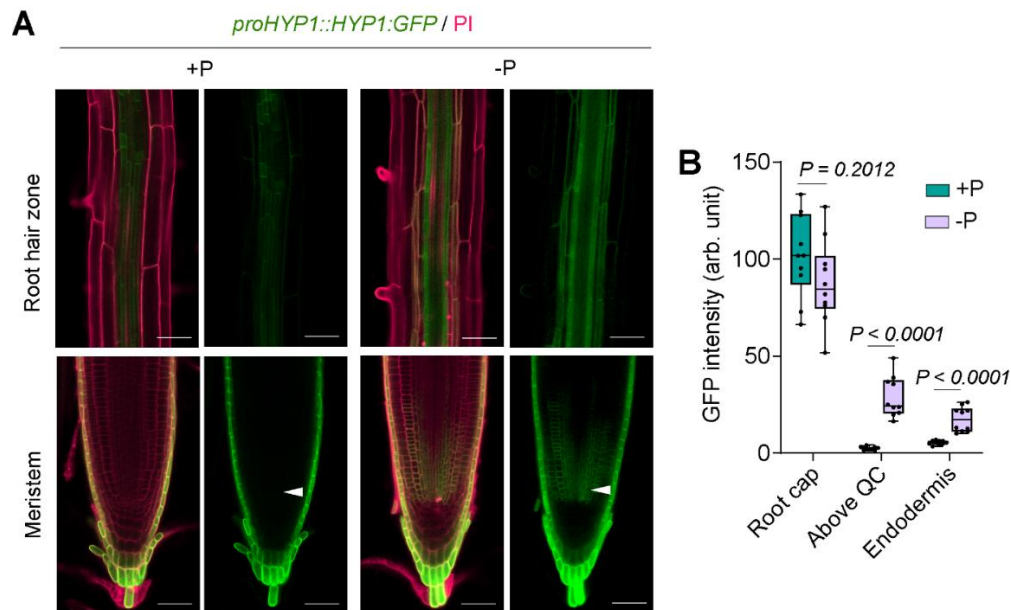 A
proHYP1::HYP1:GFP / PI
+P
-P
Root hair zone
Meristem
B
GFP intensity (arb. unit)
150
100
50
0
P = 0.2012
P < 0.0001
P < 0.0001
+P
-P
Root cap
Above QC
Endodermis